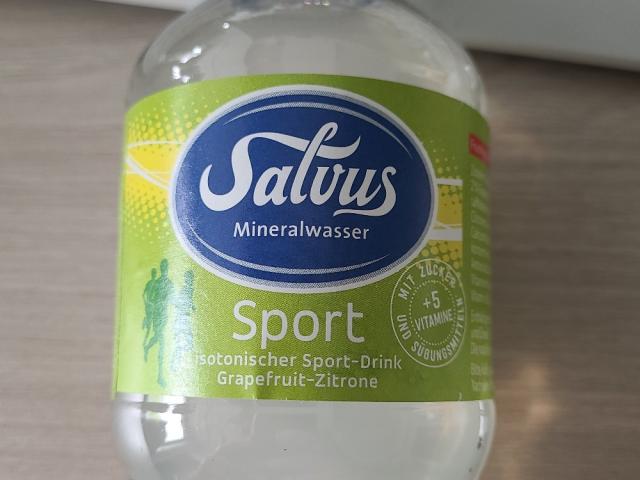 Salvus
Mineralwasser
Sport
isotonischer Sport-Drink
Grapefruit-Zitrone
MIT ZUCKER
+5
VITAMINE
UND SÜßUNGSMITTELN